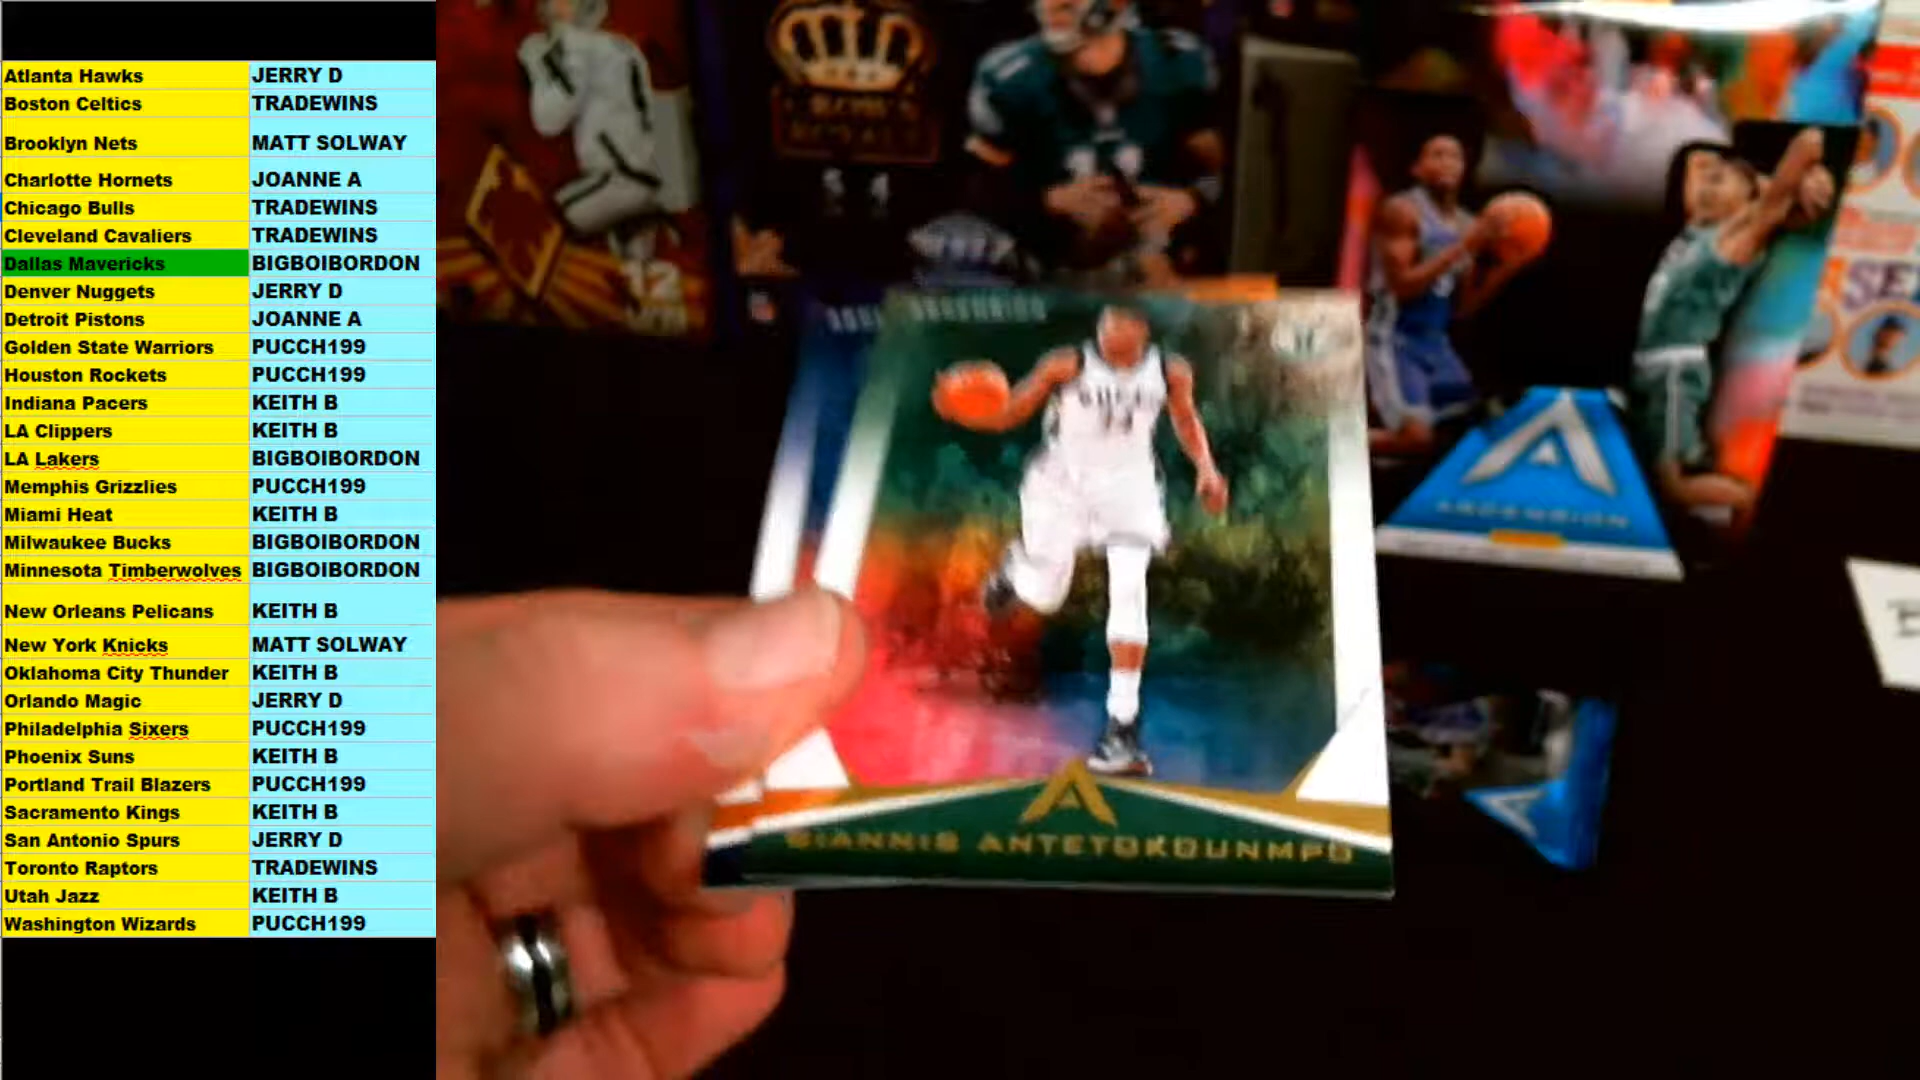 Atlanta Hawks JERRY D
Boston Celtics TRADEWINS
Brooklyn Nets MATT SOLWAY
Charlotte Hornets JOANNE A
Chicago Bulls TRADEWINS
Cleveland Cavaliers TRADEWINS
Dallas Mavericks BIGBOIBORDON
Denver Nuggets JERRY D
Detroit Pistons JOANNE A
Golden State Warriors PUCCH199
Houston Rockets PUCCH199
Indiana Pacers KEITH B
LA Clippers KEITH B
LA Lakers BIGBOIBORDON
Memphis Grizzlies PUCCH199
Miami Heat KEITH B
Milwaukee Bucks BIGBOIBORDON
Minnesota Timberwolves BIGBOIBORDON
New Orleans Pelicans KEITH B
New York Knicks MATT SOLWAY
Oklahoma City Thunder KEITH B
Orlando Magic JERRY D
Philadelphia Sixers PUCCH199
Phoenix Suns KEITH B
Portland Trail Blazers PUCCH199
Sacramento Kings KEITH B
San Antonio Spurs JERRY D
Toronto Raptors TRADEWINS
Utah Jazz KEITH B
Washington Wizards PUCCH199
12
ASCENSION
GIANNIS ANTETOKOUNMPO